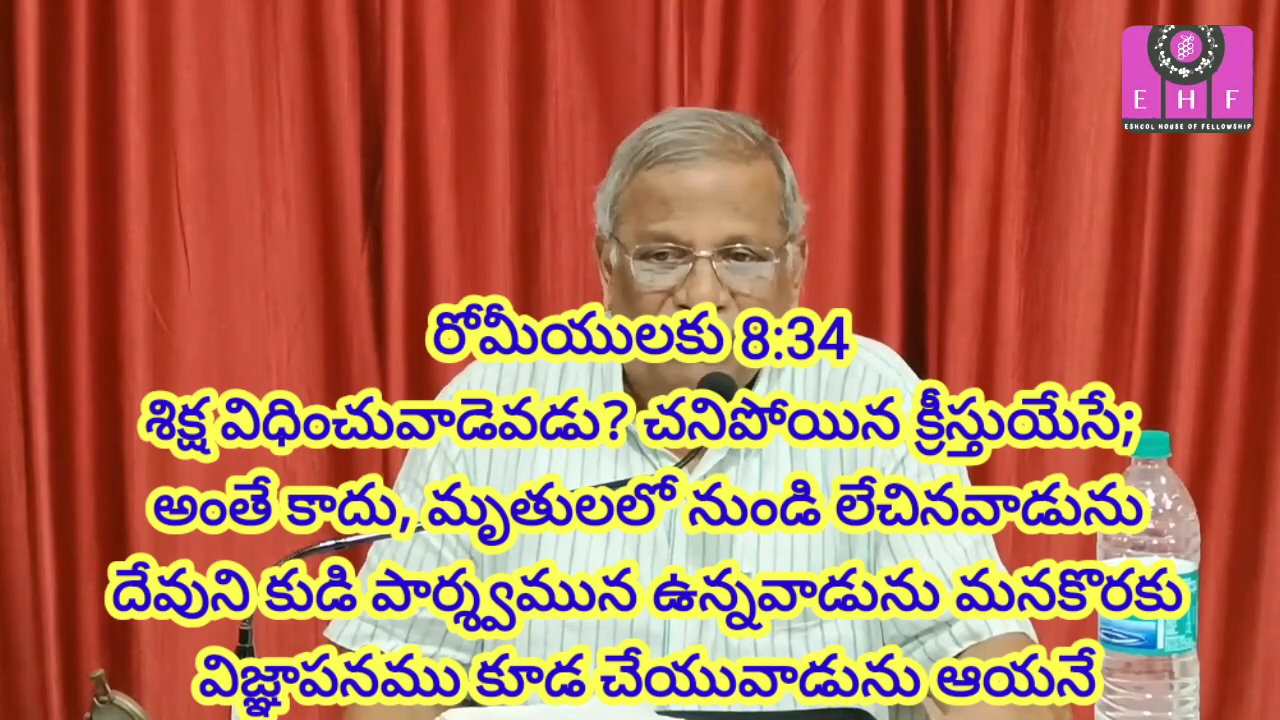 E H F
ESHCOL HOUSE OF FELLOWSHIP
రోమీయులకు 8:34
శిక్ష విధించువాడెవడు? చనిపోయిన క్రీస్తుయేసే;
అంతే కాదు, మృతులలో నుండి లేచినవాడును
దేవుని కుడి పార్శ్వమున ఉన్నవాడును మనకొరకు
విజ్ఞాపనము కూడ చేయువాడును ఆయనే